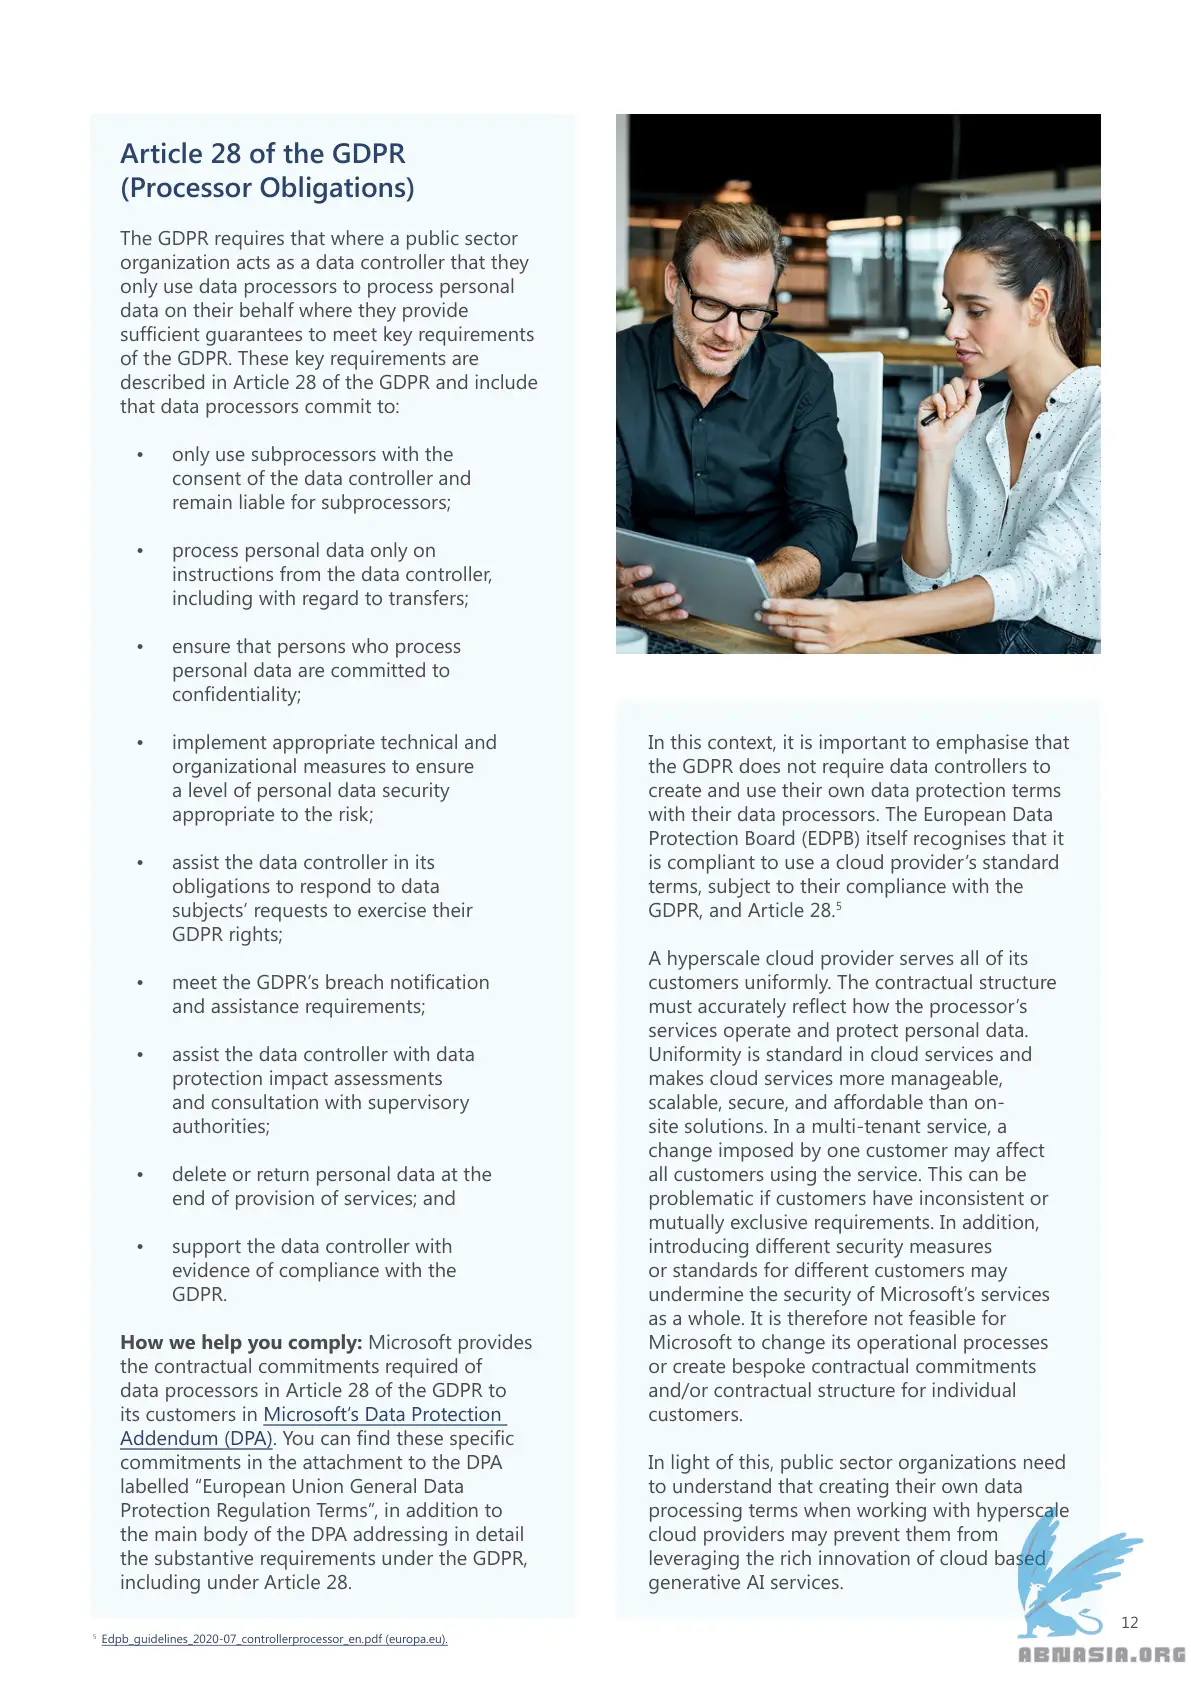 Article 28 of the GDPR
(Processor Obligations)
The GDPR requires that where a public sector
organization acts as a data controller that they
only use data processors to process personal
data on their behalf where they provide
sufficient guarantees to meet key requirements
of the GDPR. These key requirements are
described in Article 28 of the GDPR and include
that data processors commit to:
• only use subprocessors with the
consent of the data controller and
remain liable for subprocessors;
• process personal data only on
instructions from the data controller,
including with regard to transfers;
• ensure that persons who process
personal data are committed to
confidentiality;
• implement appropriate technical and
organizational measures to ensure
a level of personal data security
appropriate to the risk;
• assist the data controller in its
obligations to respond to data
subjects’ requests to exercise their
GDPR rights;
• meet the GDPR’s breach notification
and assistance requirements;
• assist the data controller with data
protection impact assessments
and consultation with supervisory
authorities;
• delete or return personal data at the
end of provision of services; and
• support the data controller with
evidence of compliance with the
GDPR.
How we help you comply: Microsoft provides
the contractual commitments required of
data processors in Article 28 of the GDPR to
its customers in Microsoft’s Data Protection
Addendum (DPA). You can find these specific
commitments in the attachment to the DPA
labelled “European Union General Data
Protection Regulation Terms”, in addition to
the main body of the DPA addressing in detail
the substantive requirements under the GDPR,
including under Article 28.
In this context, it is important to emphasise that
the GDPR does not require data controllers to
create and use their own data protection terms
with their data processors. The European Data
Protection Board (EDPB) itself recognises that it
is compliant to use a cloud provider’s standard
terms, subject to their compliance with the
GDPR, and Article 28.5
A hyperscale cloud provider serves all of its
customers uniformly. The contractual structure
must accurately reflect how the processor’s
services operate and protect personal data.
Uniformity is standard in cloud services and
makes cloud services more manageable,
scalable, secure, and affordable than on-
site solutions. In a multi-tenant service, a
change imposed by one customer may affect
all customers using the service. This can be
problematic if customers have inconsistent or
mutually exclusive requirements. In addition,
introducing different security measures
or standards for different customers may
undermine the security of Microsoft’s services
as a whole. It is therefore not feasible for
Microsoft to change its operational processes
or create bespoke contractual commitments
and/or contractual structure for individual
customers.
In light of this, public sector organizations need
to understand that creating their own data
processing terms when working with hyperscale
cloud providers may prevent them from
leveraging the rich innovation of cloud based
generative AI services.
5 Edpb_guidelines_2020-07_controllerprocessor_en.pdf (europa.eu).
12
ABNASIA.ORG